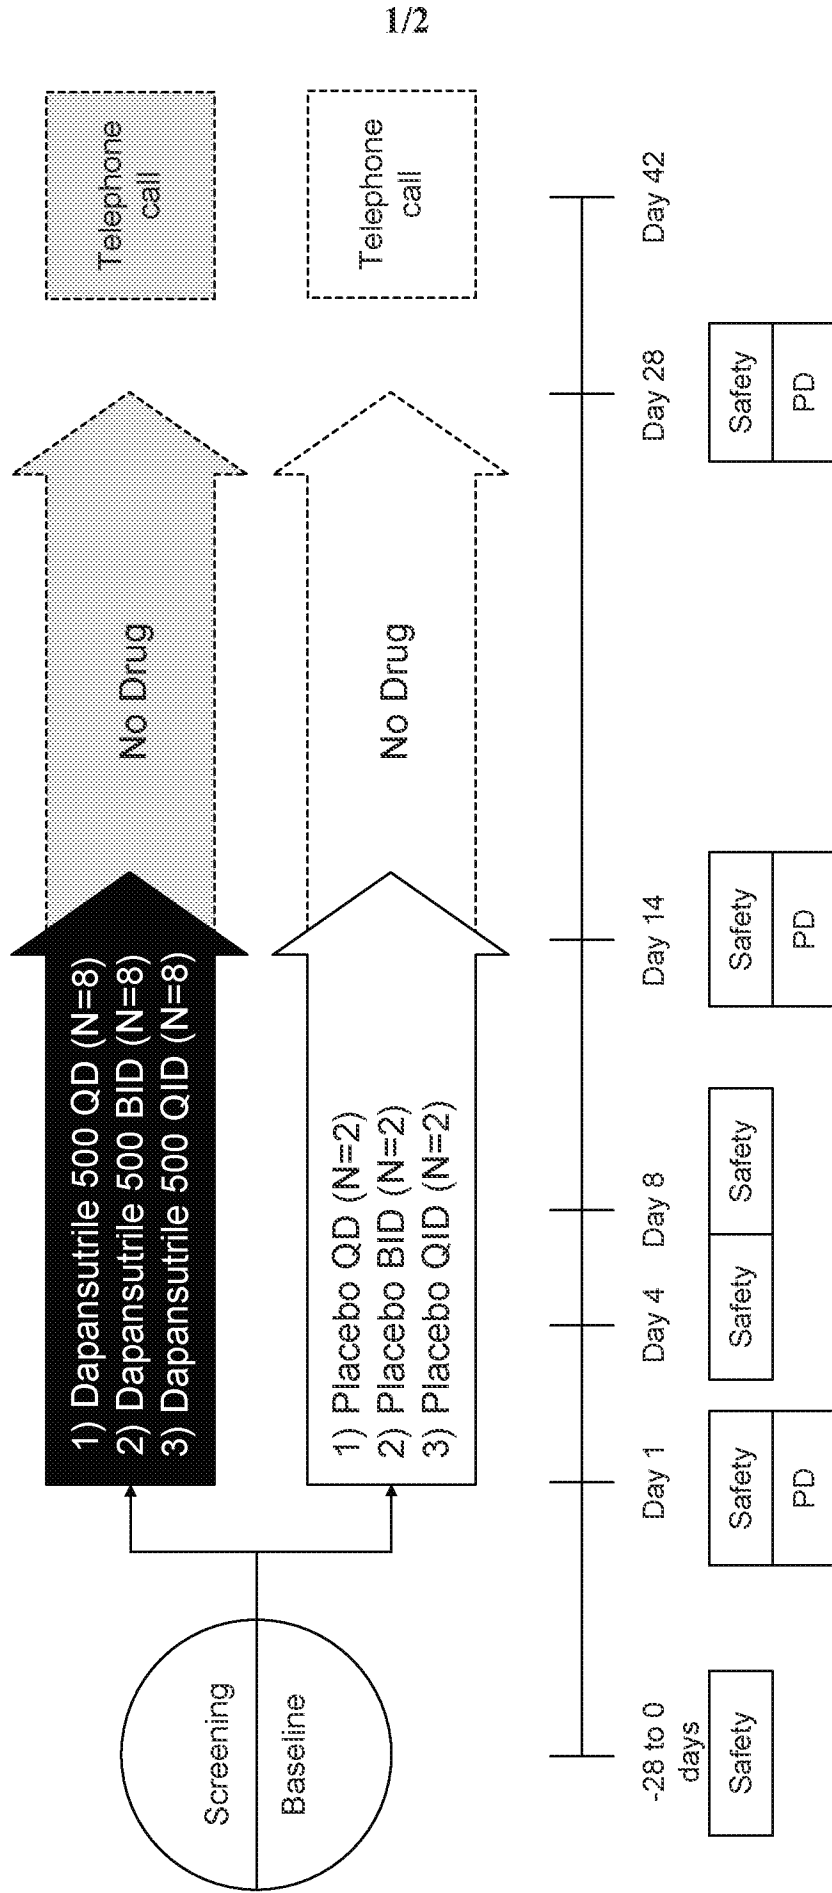 1/2
Screening
Baseline
1) Dapansutrile 500 QD (N=8)
2) Dapansutrile 500 BID (N=8)
3) Dapansutrile 500 QID (N=8)
No Drug
Telephone
call
1) Placebo QD (N=2)
2) Placebo BID (N=2)
3) Placebo QID (N=2)
No Drug
Telephone
call
-28 to 0
days
Day 1
Day 4
Day 8
Day 14
Day 28
Day 42
Safety
Safety
Safety
Safety
Safety
Safety
PD
PD
PD